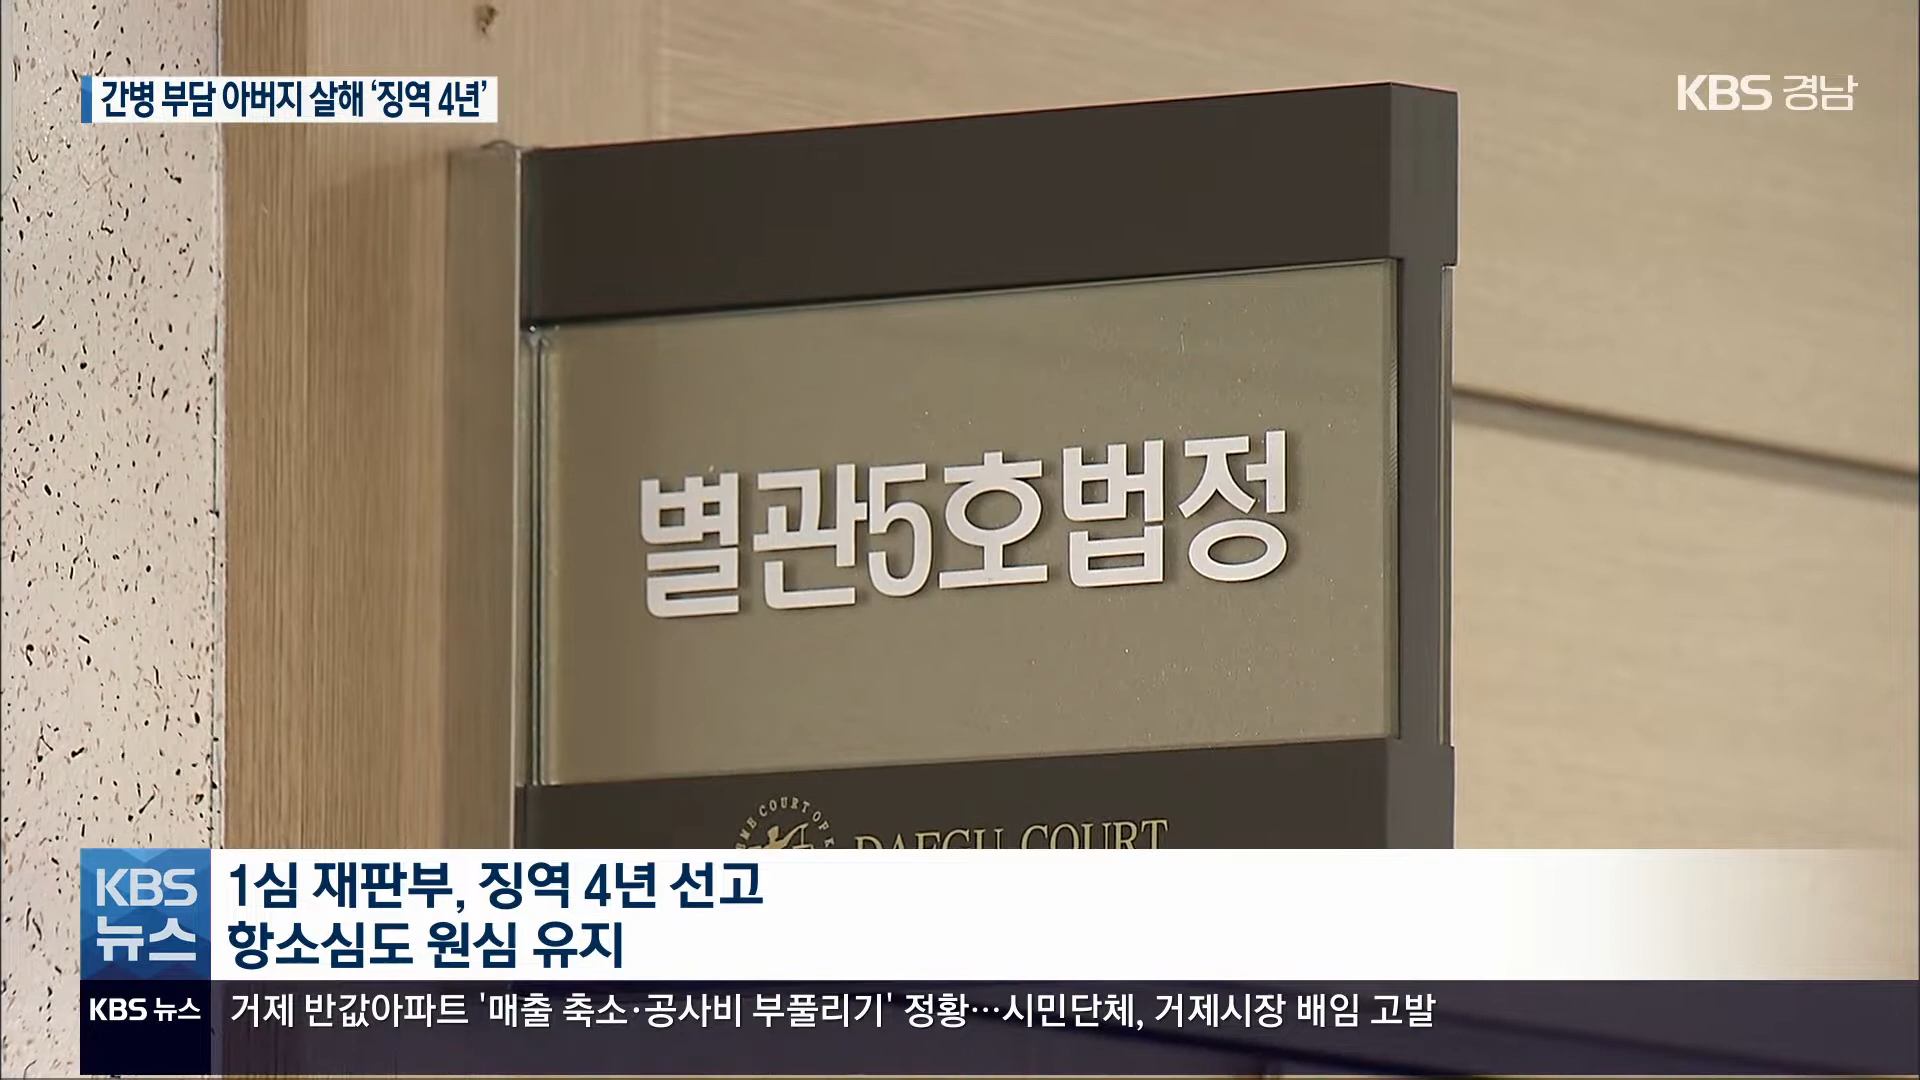 간병 부담 아버지 살해 ‘징역 4년’
KBS 경남
별관5호법정
COURT OF
DAEGU COURT
KBS 뉴스
1심 재판부, 징역 4년 선고
항소심도 원심 유지
KBS 뉴스
거제 반값아파트 '매출 축소·공사비 부풀리기' 정황…시민단체, 거제시장 배임 고발